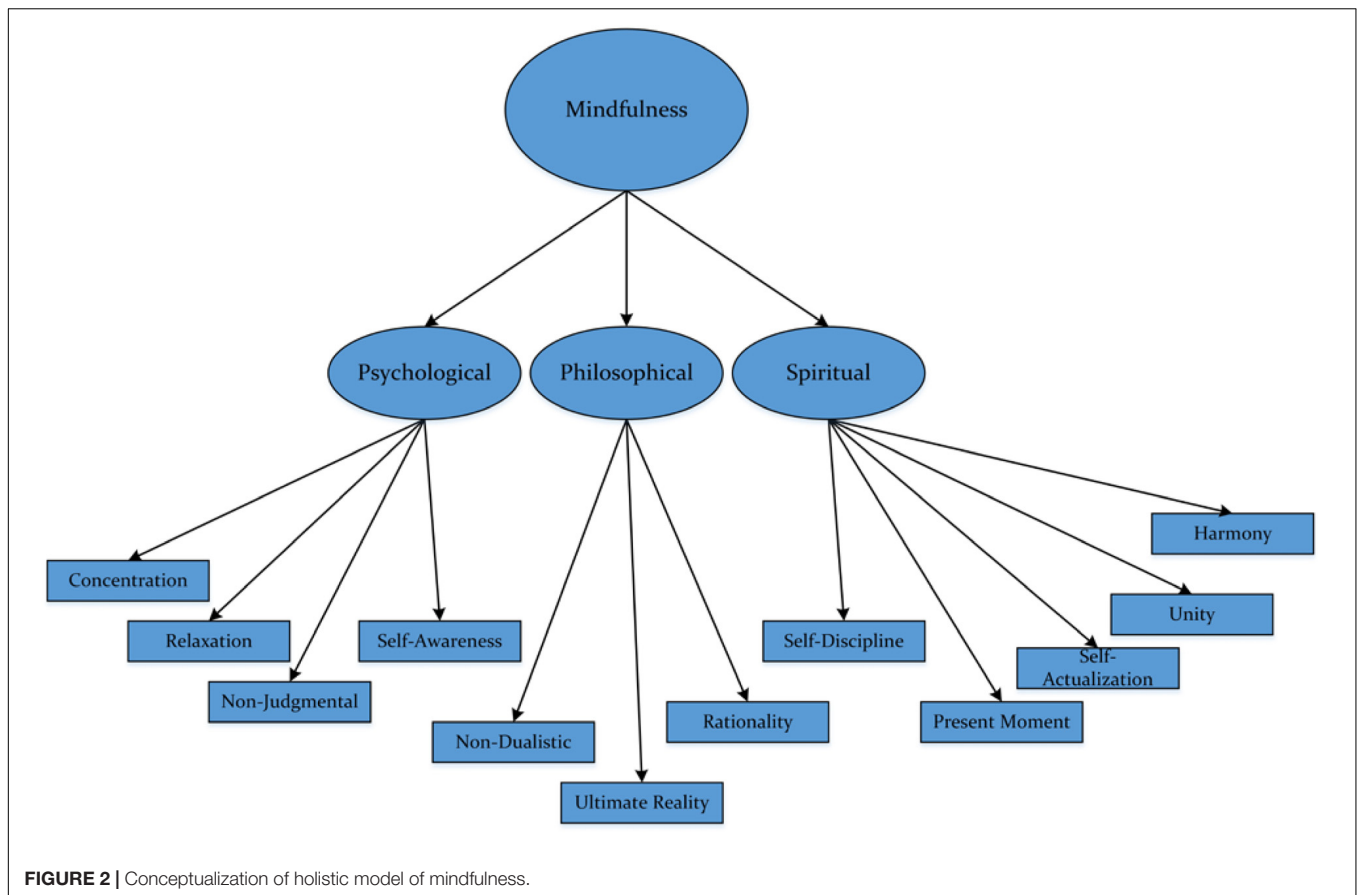 Mindfulness
Psychological
Philosophical
Spiritual
Harmony
Concentration
Unity
Relaxation
Self-Awareness
Self-Discipline
Self-
Actualization
Non-Judgmental
Rationality
Present Moment
Non-Dualistic
Ultimate Reality
FIGURE 2 | Conceptualization of holistic model of mindfulness.